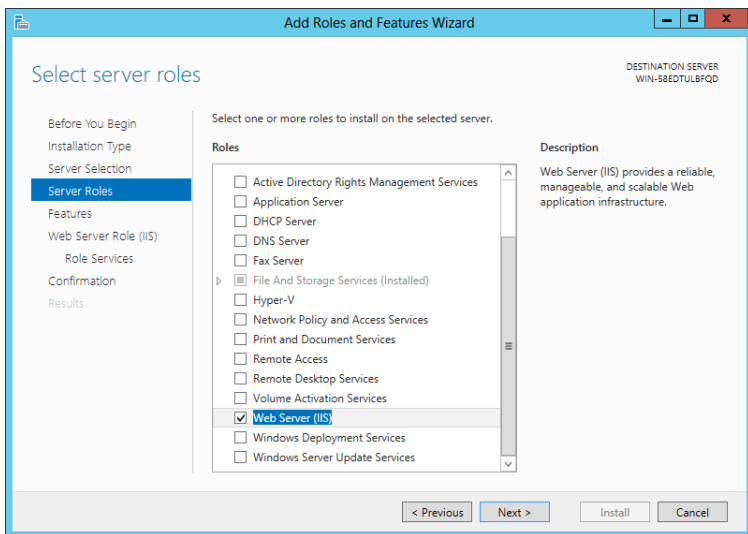 Add Roles and Features Wizard
Select server roles
DESTINATION SERVER
WIN-58EDTULBFQD
Before You Begin
Installation Type
Server Selection
Server Roles
Features
Web Server Role (IIS)
Role Services
Confirmation
Results
Select one or more roles to install on the selected server.
Roles
Active Directory Rights Management Services
Application Server
DHCP Server
DNS Server
Fax Server
File And Storage Services (Installed)
Hyper-V
Network Policy and Access Services
Print and Document Services
Remote Access
Remote Desktop Services
Volume Activation Services
Web Server (IIS)
Windows Deployment Services
Windows Server Update Services
Description
Web Server (IIS) provides a reliable,
manageable, and scalable Web
application infrastructure.
< Previous
Next >
Install
Cancel